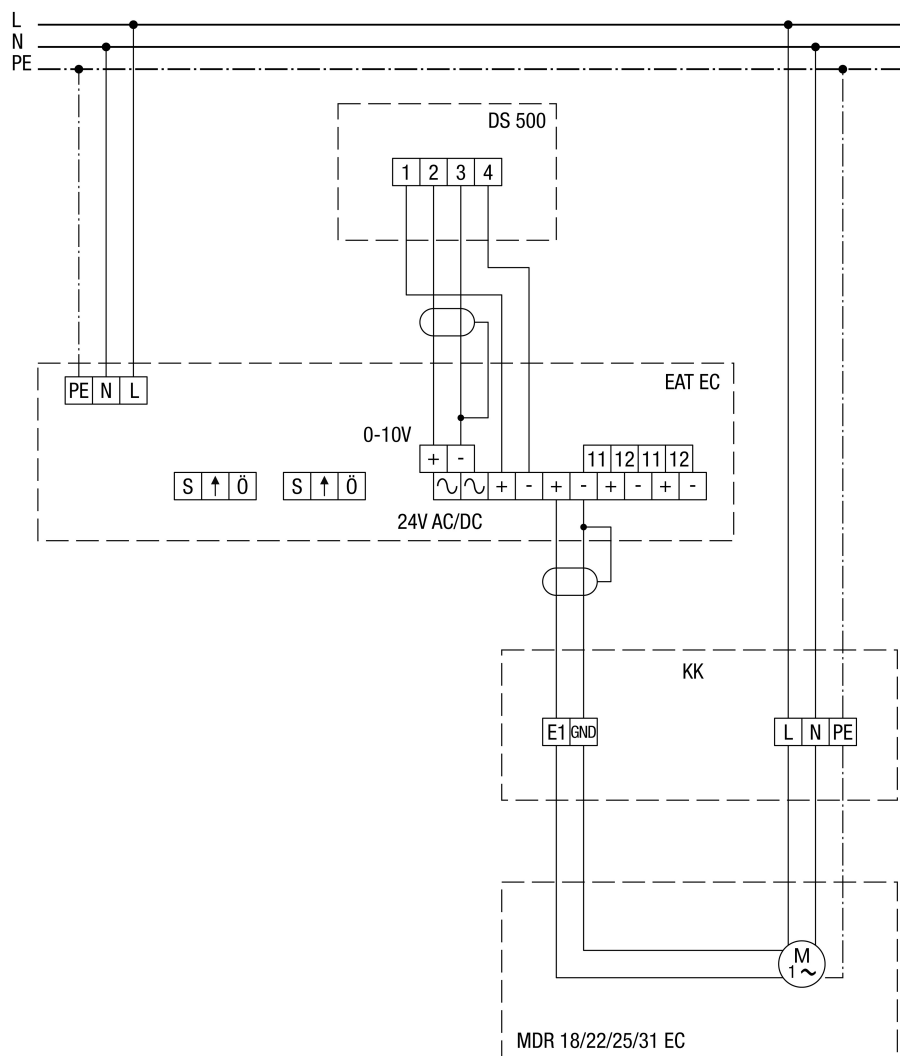 L
N
PE
DS 500
1 2 3 4
EAT EC
PE N L
0-10V
+ - 11 12 11 12
S ↑ Ö S ↑ Ö ∿ ∿ + - + - + - + -
24V AC/DC
KK
E1 GND L N PE
M
1~
MDR 18/22/25/31 EC